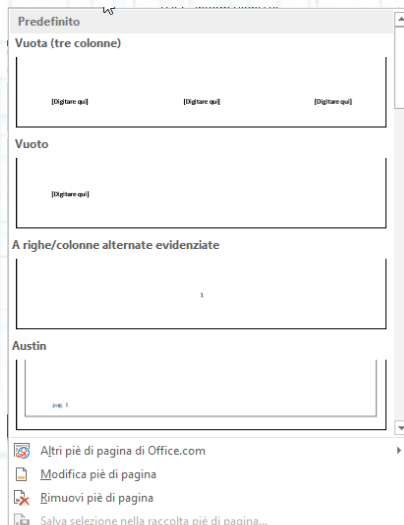 Predefinito
Vuota (tre colonne)
[Digitare qui] [Digitare qui] [Digitare qui]
Vuoto
[Digitare qui]
A righe/colonne alternate evidenziate
1
Austin
pag. 1
Altri piè di pagina di Office.com
Modifica piè di pagina
Rimuovi piè di pagina
Salva selezione nella raccolta piè di pagina...